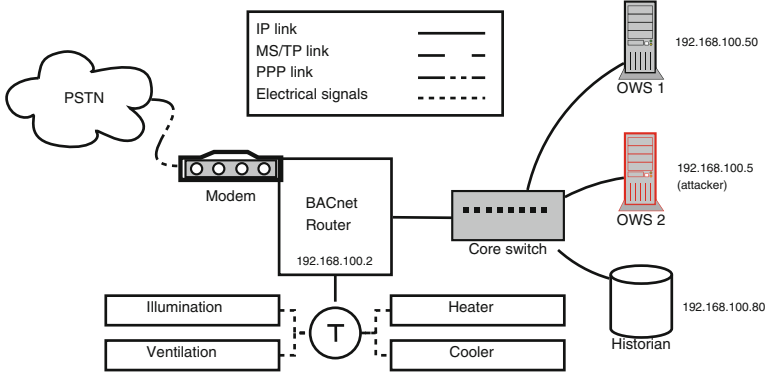 IP link
MS/TP link
PPP link
Electrical signals
192.168.100.50
OWS 1
PSTN
Modem
BACnet
Router
192.168.100.2
192.168.100.5
(attacker)
OWS 2
Core switch
Illumination
Heater
T
Ventilation
Cooler
192.168.100.80
Historian